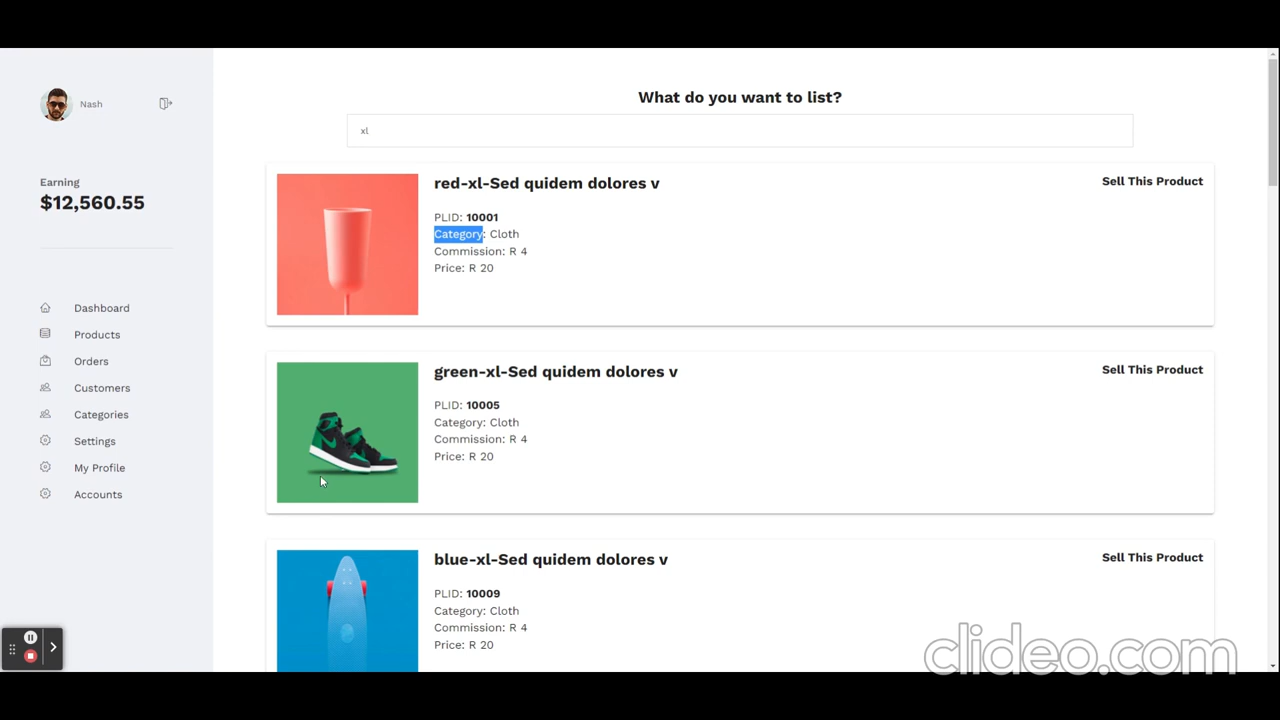 Nash
Earning
$12,560.55
Dashboard
Products
Orders
Customers
Categories
Settings
My Profile
Accounts
What do you want to list?
xl
red-xl-Sed quidem dolores v
Sell This Product
PLID: 10001
Category: Cloth
Commission: R 4
Price: R 20
green-xl-Sed quidem dolores v
Sell This Product
PLID: 10005
Category: Cloth
Commission: R 4
Price: R 20
blue-xl-Sed quidem dolores v
Sell This Product
PLID: 10009
Category: Cloth
Commission: R 4
Price: R 20
clideo.com